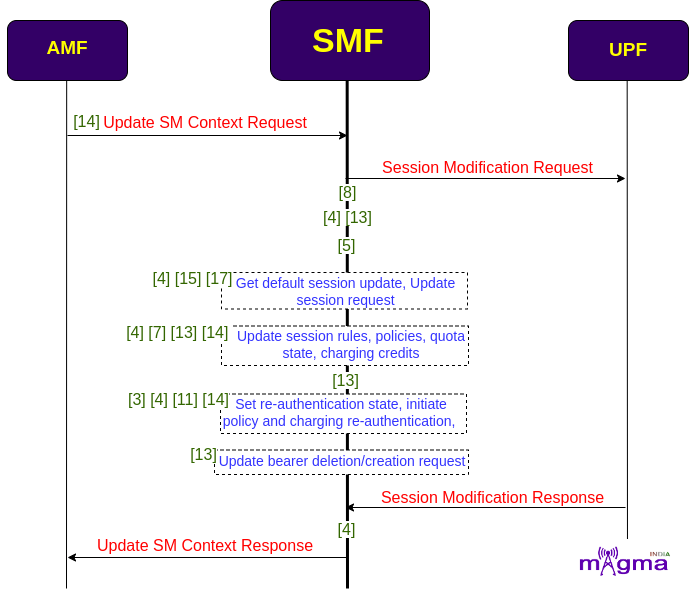 AMF
SMF
UPF
[14] Update SM Context Request
Session Modification Request
[8]
[4] [13]
[5]
[4] [15] [17]
Get default session update, Update
session request
[4] [7] [13] [14]
Update session rules, policies, quota
state, charging credits
[13]
[3] [4] [11] [14]
Set re-authentication state, initiate
policy and charging re-authentication,
[13]
Update bearer deletion/creation request
Session Modification Response
[4]
Update SM Context Response
INDIA
magma